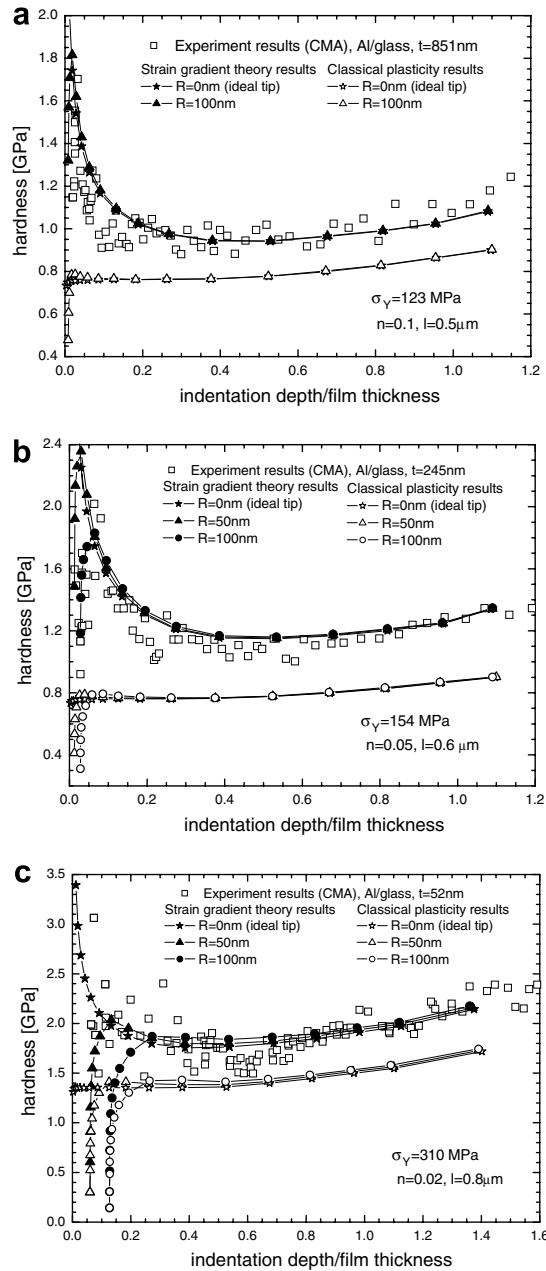 a
2.0
1.8
1.6
1.4
1.2
1.0
0.8
0.6
0.4
hardness [GPa]
Experiment results (CMA), Al/glass, t=851nm
Strain gradient theory results Classical plasticity results
R=0nm (ideal tip) R=0nm (ideal tip)
R=100nm R=100nm
σY=123 MPa
n=0.1, l=0.5μm
0.0 0.2 0.4 0.6 0.8 1.0 1.2
indentation depth/film thickness
b
2.4
2.0
1.6
1.2
0.8
0.4
hardness [GPa]
Experiment results (CMA), Al/glass, t=245nm
Strain gradient theory results Classical plasticity results
R=0nm (ideal tip) R=0nm (ideal tip)
R=50nm R=50nm
R=100nm R=100nm
σY=154 MPa
n=0.05, l=0.6 μm
0.0 0.2 0.4 0.6 0.8 1.0 1.2
indentation depth/film thickness
c
3.5
3.0
2.5
2.0
1.5
1.0
0.5
0.0
hardness [GPa]
Experiment results (CMA), Al/glass, t=52nm
Strain gradient theory results Classical plasticity results
R=0nm (ideal tip) R=0nm (ideal tip)
R=50nm R=50nm
R=100nm R=100nm
σY=310 MPa
n=0.02, l=0.8μm
0.0 0.2 0.4 0.6 0.8 1.0 1.2 1.4 1.6
indentation depth/film thickness